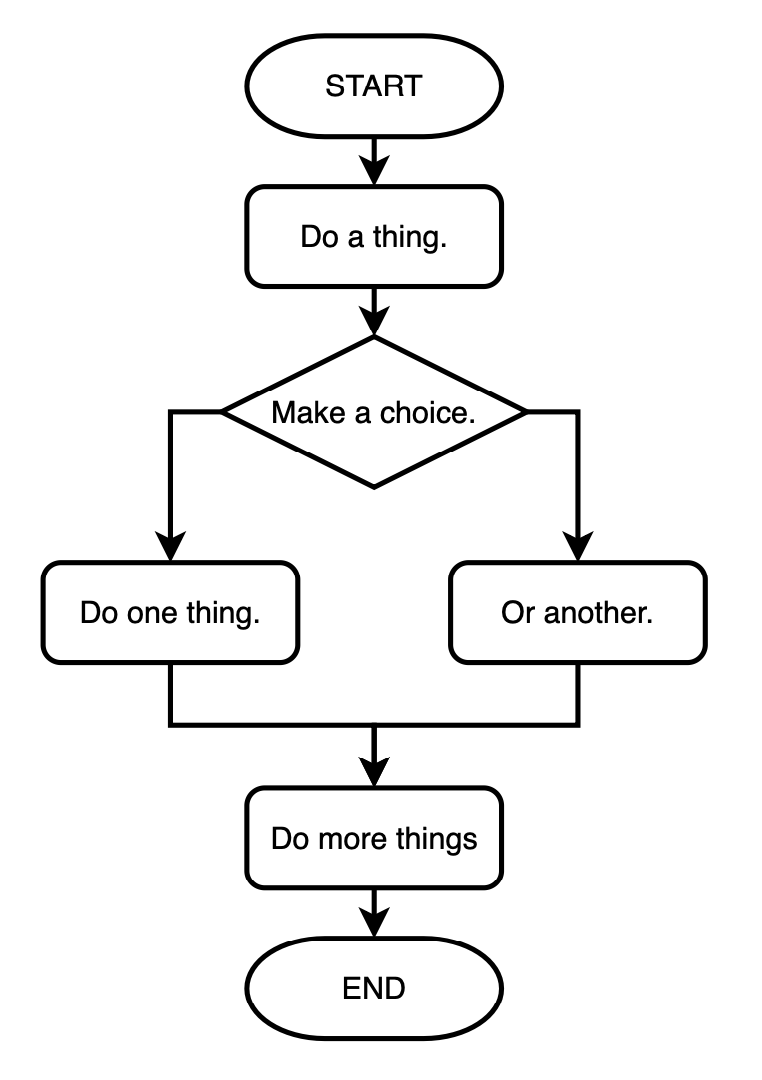 START
Do a thing.
Make a choice.
Do one thing.
Or another.
Do more things
END